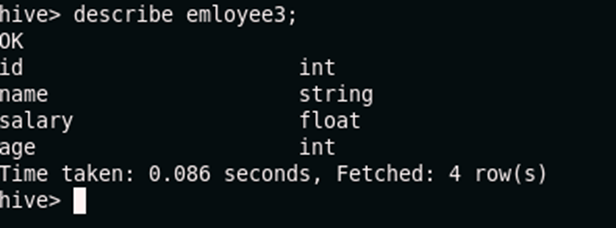 hive> describe emloyee3;
OK
id int
name string
salary float
age int
Time taken: 0.086 seconds, Fetched: 4 row(s)
hive>